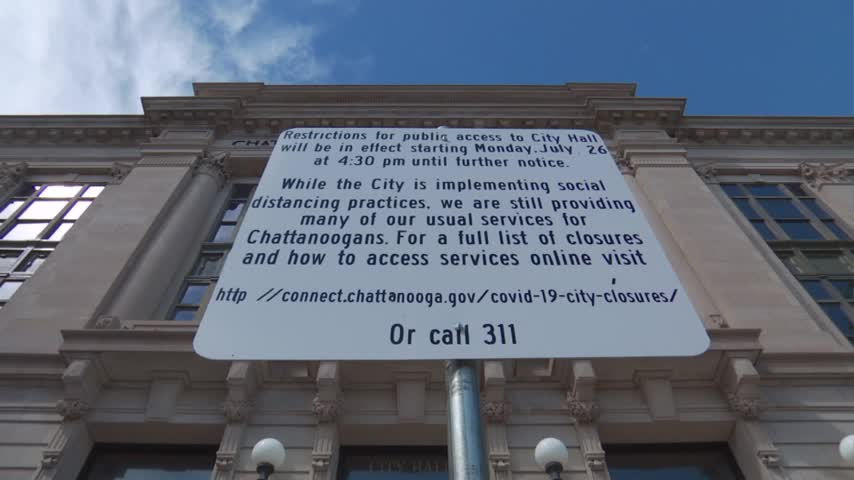 CHAT
Restrictions for public access to City Hall
will be in effect starting Monday, July 26
at 4:30 pm until further notice.
While the City is implementing social
distancing practices, we are still providing
many of our usual services for
Chattanoogans. For a full list of closures
and how to access services online visit
http //connect.chattanooga.gov/covid-19-city-closures/
Or call 311
CITY HALL